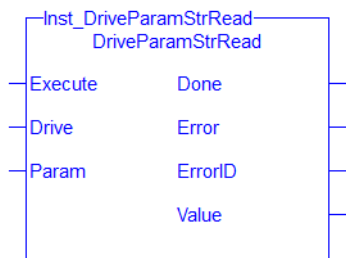 Inst_DriveParamStrRead
DriveParamStrRead
Execute Done
Drive Error
Param ErrorID
Value